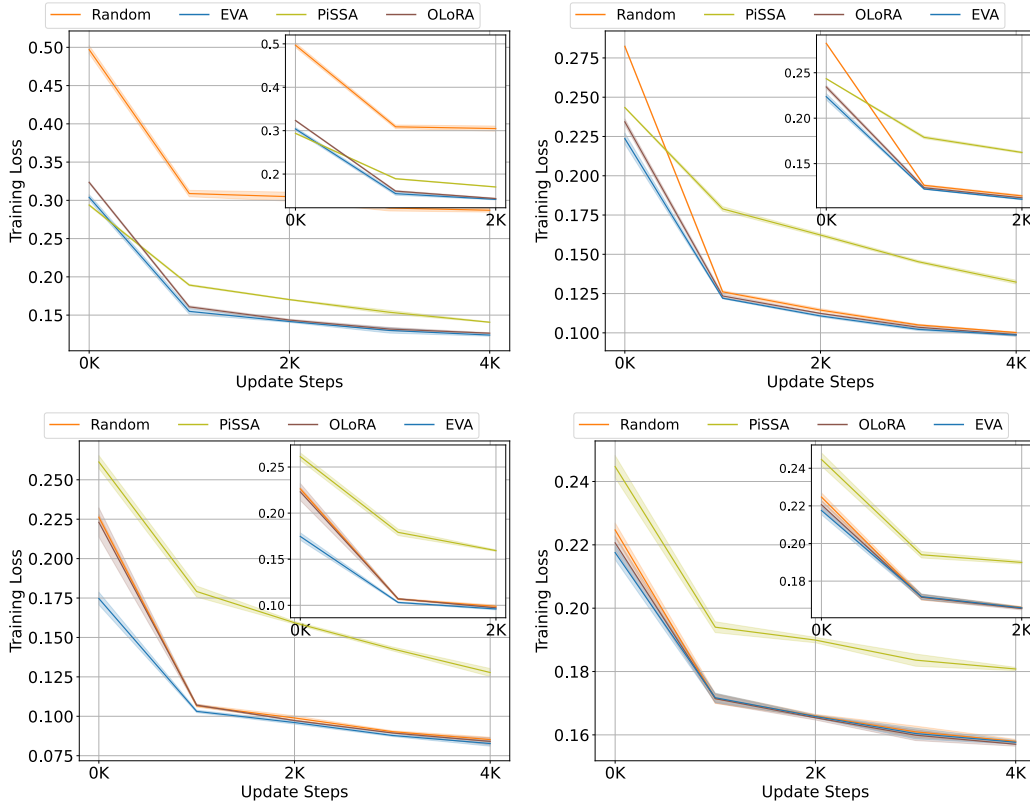 Random EVA PiSSA OLoRA
Random PiSSA OLoRA EVA
Training Loss
0.50
0.45
0.40
0.35
0.30
0.25
0.20
0.15
0.5
0.3
0.2
0K 2K
0K 2K 4K
Update Steps
Training Loss
0.275
0.250
0.225
0.200
0.175
0.150
0.125
0.100
0.25
0.15
0K 2K
0K 2K 4K
Update Steps
Random PiSSA OLoRA EVA
Random PiSSA OLoRA EVA
Training Loss
0.250
0.225
0.200
0.175
0.150
0.125
0.100
0.075
0.25
0.20
0.15
0.10
0K 2K
0K 2K 4K
Update Steps
Training Loss
0.24
0.22
0.20
0.18
0.16
0.24
0.22
0.20
0.18
0K 2K
0K 2K 4K
Update Steps